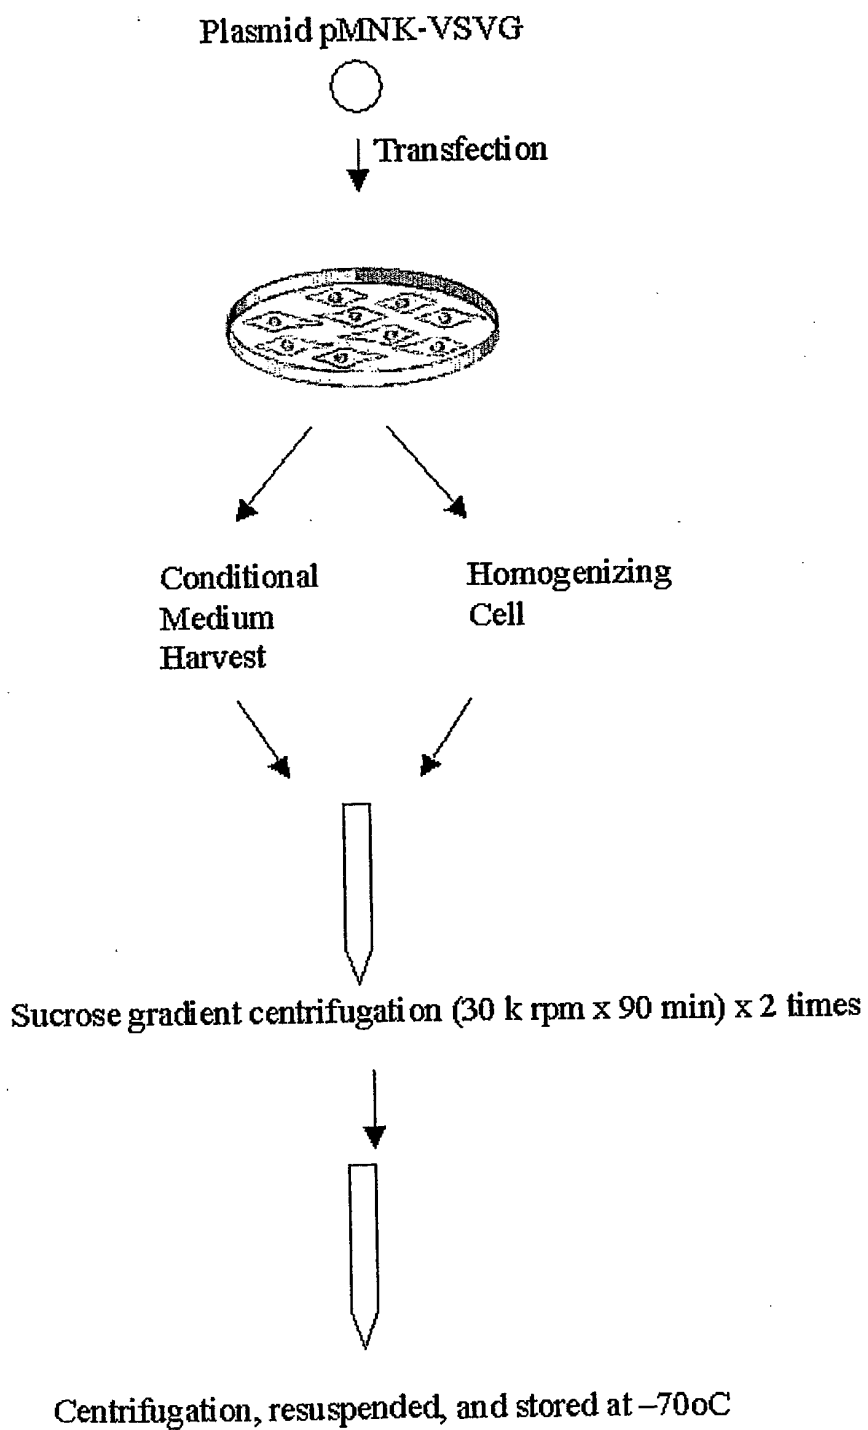 Plasmid pMNK-VSVG
Transfection
Conditional
Medium
Harvest
Homogenizing
Cell
Sucrose gradient centrifugation (30 k rpm x 90 min) x 2 times
Centrifugation, resuspended, and stored at –70oC